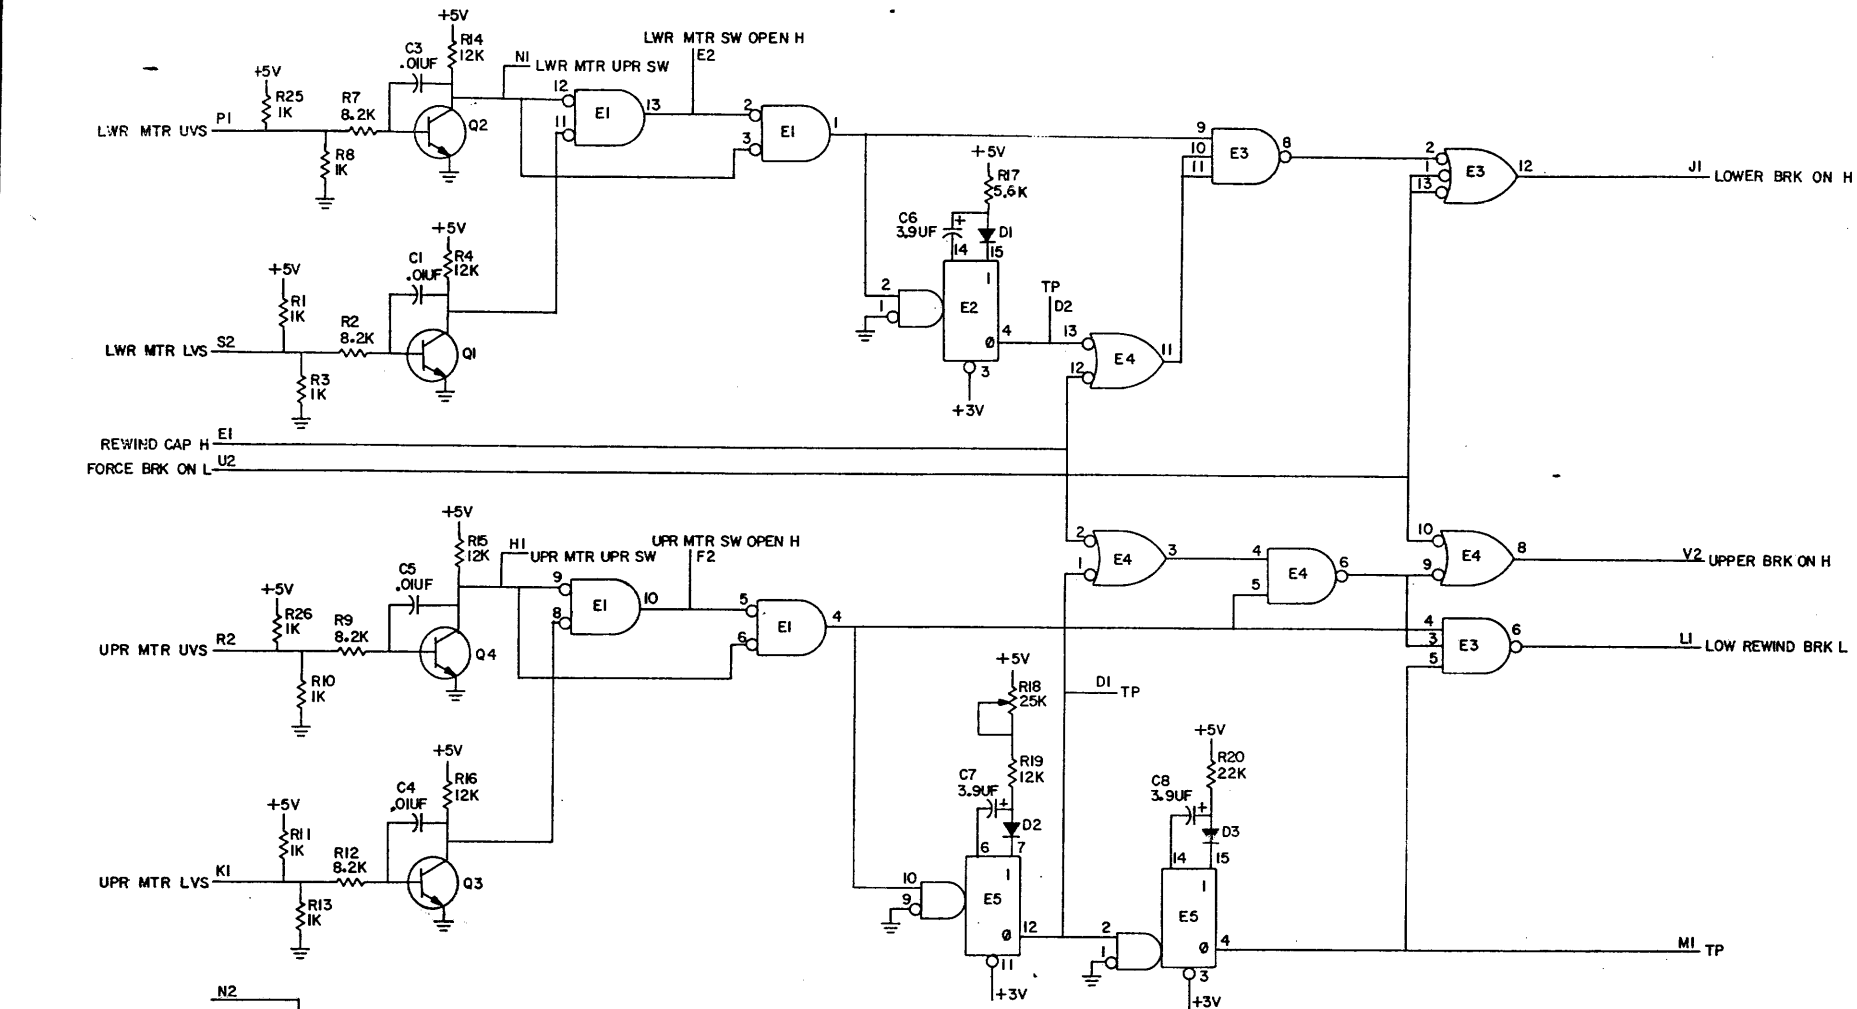 +5V
R14
12K
C3
.01UF
N1
LWR MTR UPR SW
LWR MTR SW OPEN H
E2
+5V
R25
1K
R7
8.2K
LWR MTR UVS P1
R8
1K
Q2
12
11
E1
13
2
3
E1
1
+5V
R17
5.6K
C6
3.9UF
+
D1
14
15
2
1
E2
1
0
4
3
+3V
TP
D2
13
12
E4
11
9
10
11
E3
8
2
1
13
E3
12
J1 LOWER BRK ON H
+5V
R4
12K
C1
.01UF
+5V
R1
1K
R2
8.2K
LWR MTR LVS S2
R3
1K
Q1
REWIND CAP H E1
FORCE BRK ON L U2
+5V
R15
12K
C5
.01UF
H1
UPR MTR UPR SW
UPR MTR SW OPEN H
F2
+5V
R26
1K
R9
8.2K
UPR MTR UVS R2
R10
1K
Q4
9
8
E1
10
5
6
E1
4
2
1
E4
3
4
5
E4
6
10
9
E4
8
V2 UPPER BRK ON H
4
3
5
E3
6
L1 LOW REWIND BRK L
+5V
R18
25K
R19
12K
C7
3.9UF
+
D2
6
7
10
9
E5
1
0
12
11
+3V
D1
TP
+5V
R20
22K
C8
3.9UF
+
D3
14
15
2
1
E5
1
0
4
3
+3V
M1 TP
+5V
R16
12K
C4
.01UF
+5V
R11
1K
R12
8.2K
UPR MTR LVS K1
R13
1K
Q3
N2